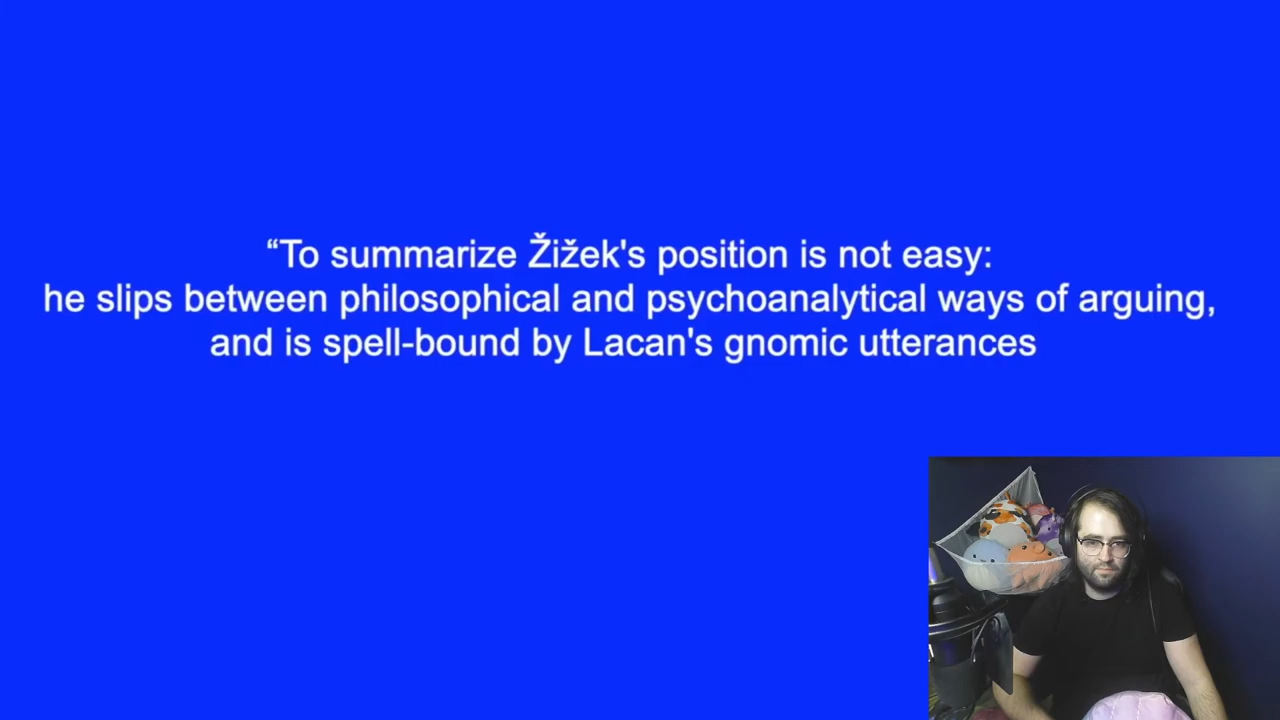 “To summarize Žižek's position is not easy:
he slips between philosophical and psychoanalytical ways of arguing,
and is spell-bound by Lacan's gnomic utterances